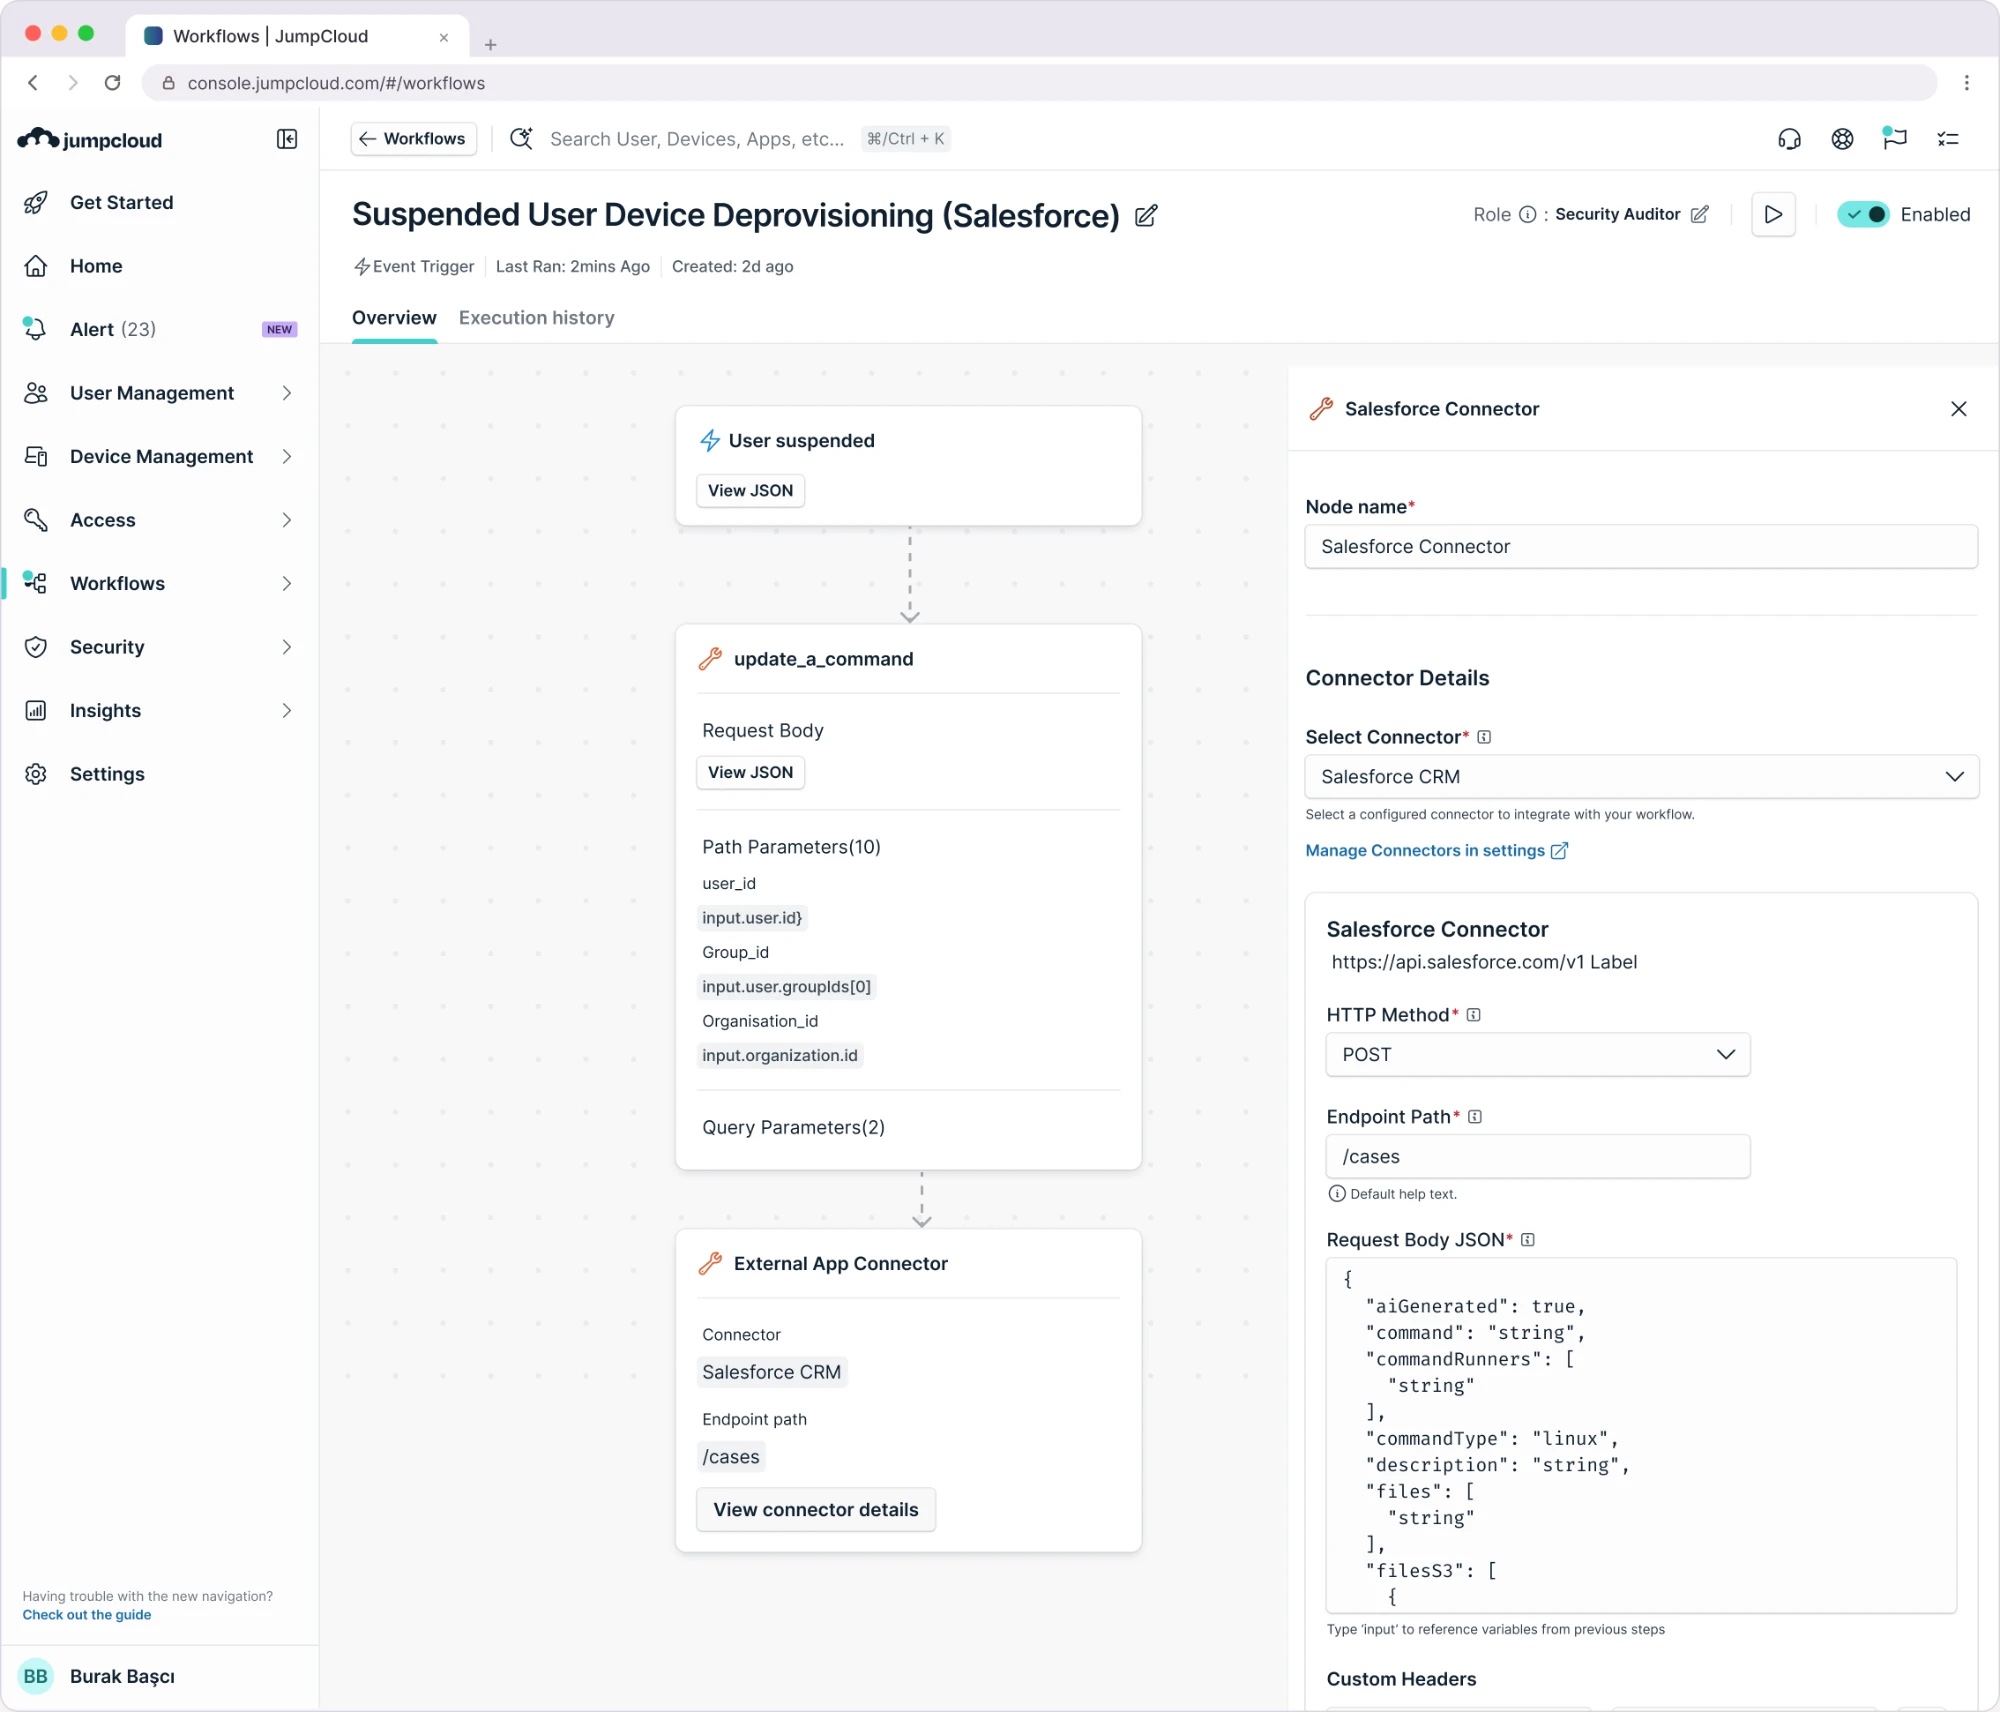 Workflows | JumpCloud
console.jumpcloud.com/#/workflows
jumpcloud
Workflows
Search User, Devices, Apps, etc... ⌘/Ctrl + K
Get Started
Home
Alert (23) NEW
User Management
Device Management
Access
Workflows
Security
Insights
Settings
Having trouble with the new navigation?
Check out the guide
BB Burak Başcı
Suspended User Device Deprovisioning (Salesforce)
Role : Security Auditor
Enabled
Event Trigger Last Ran: 2mins Ago Created: 2d ago
Overview Execution history
User suspended
View JSON
update_a_command
Request Body
View JSON
Path Parameters(10)
user_id
input.user.id}
Group_id
input.user.groupIds[0]
Organisation_id
input.organization.id
Query Parameters(2)
External App Connector
Connector
Salesforce CRM
Endpoint path
/cases
View connector details
Salesforce Connector
Node name*
Salesforce Connector
Connector Details
Select Connector*
Salesforce CRM
Select a configured connector to integrate with your workflow.
Manage Connectors in settings
Salesforce Connector
https://api.salesforce.com/v1 Label
HTTP Method*
POST
Endpoint Path*
/cases
Default help text.
Request Body JSON*
{
"aiGenerated": true,
"command": "string",
"commandRunners": [
"string"
],
"commandType": "linux",
"description": "string",
"files": [
"string"
],
"filesS3": [
{
Type 'input' to reference variables from previous steps
Custom Headers